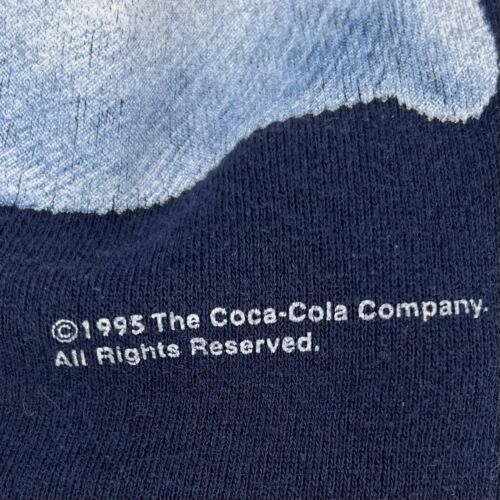 ©1995 The Coca-Cola Company.
All Rights Reserved.